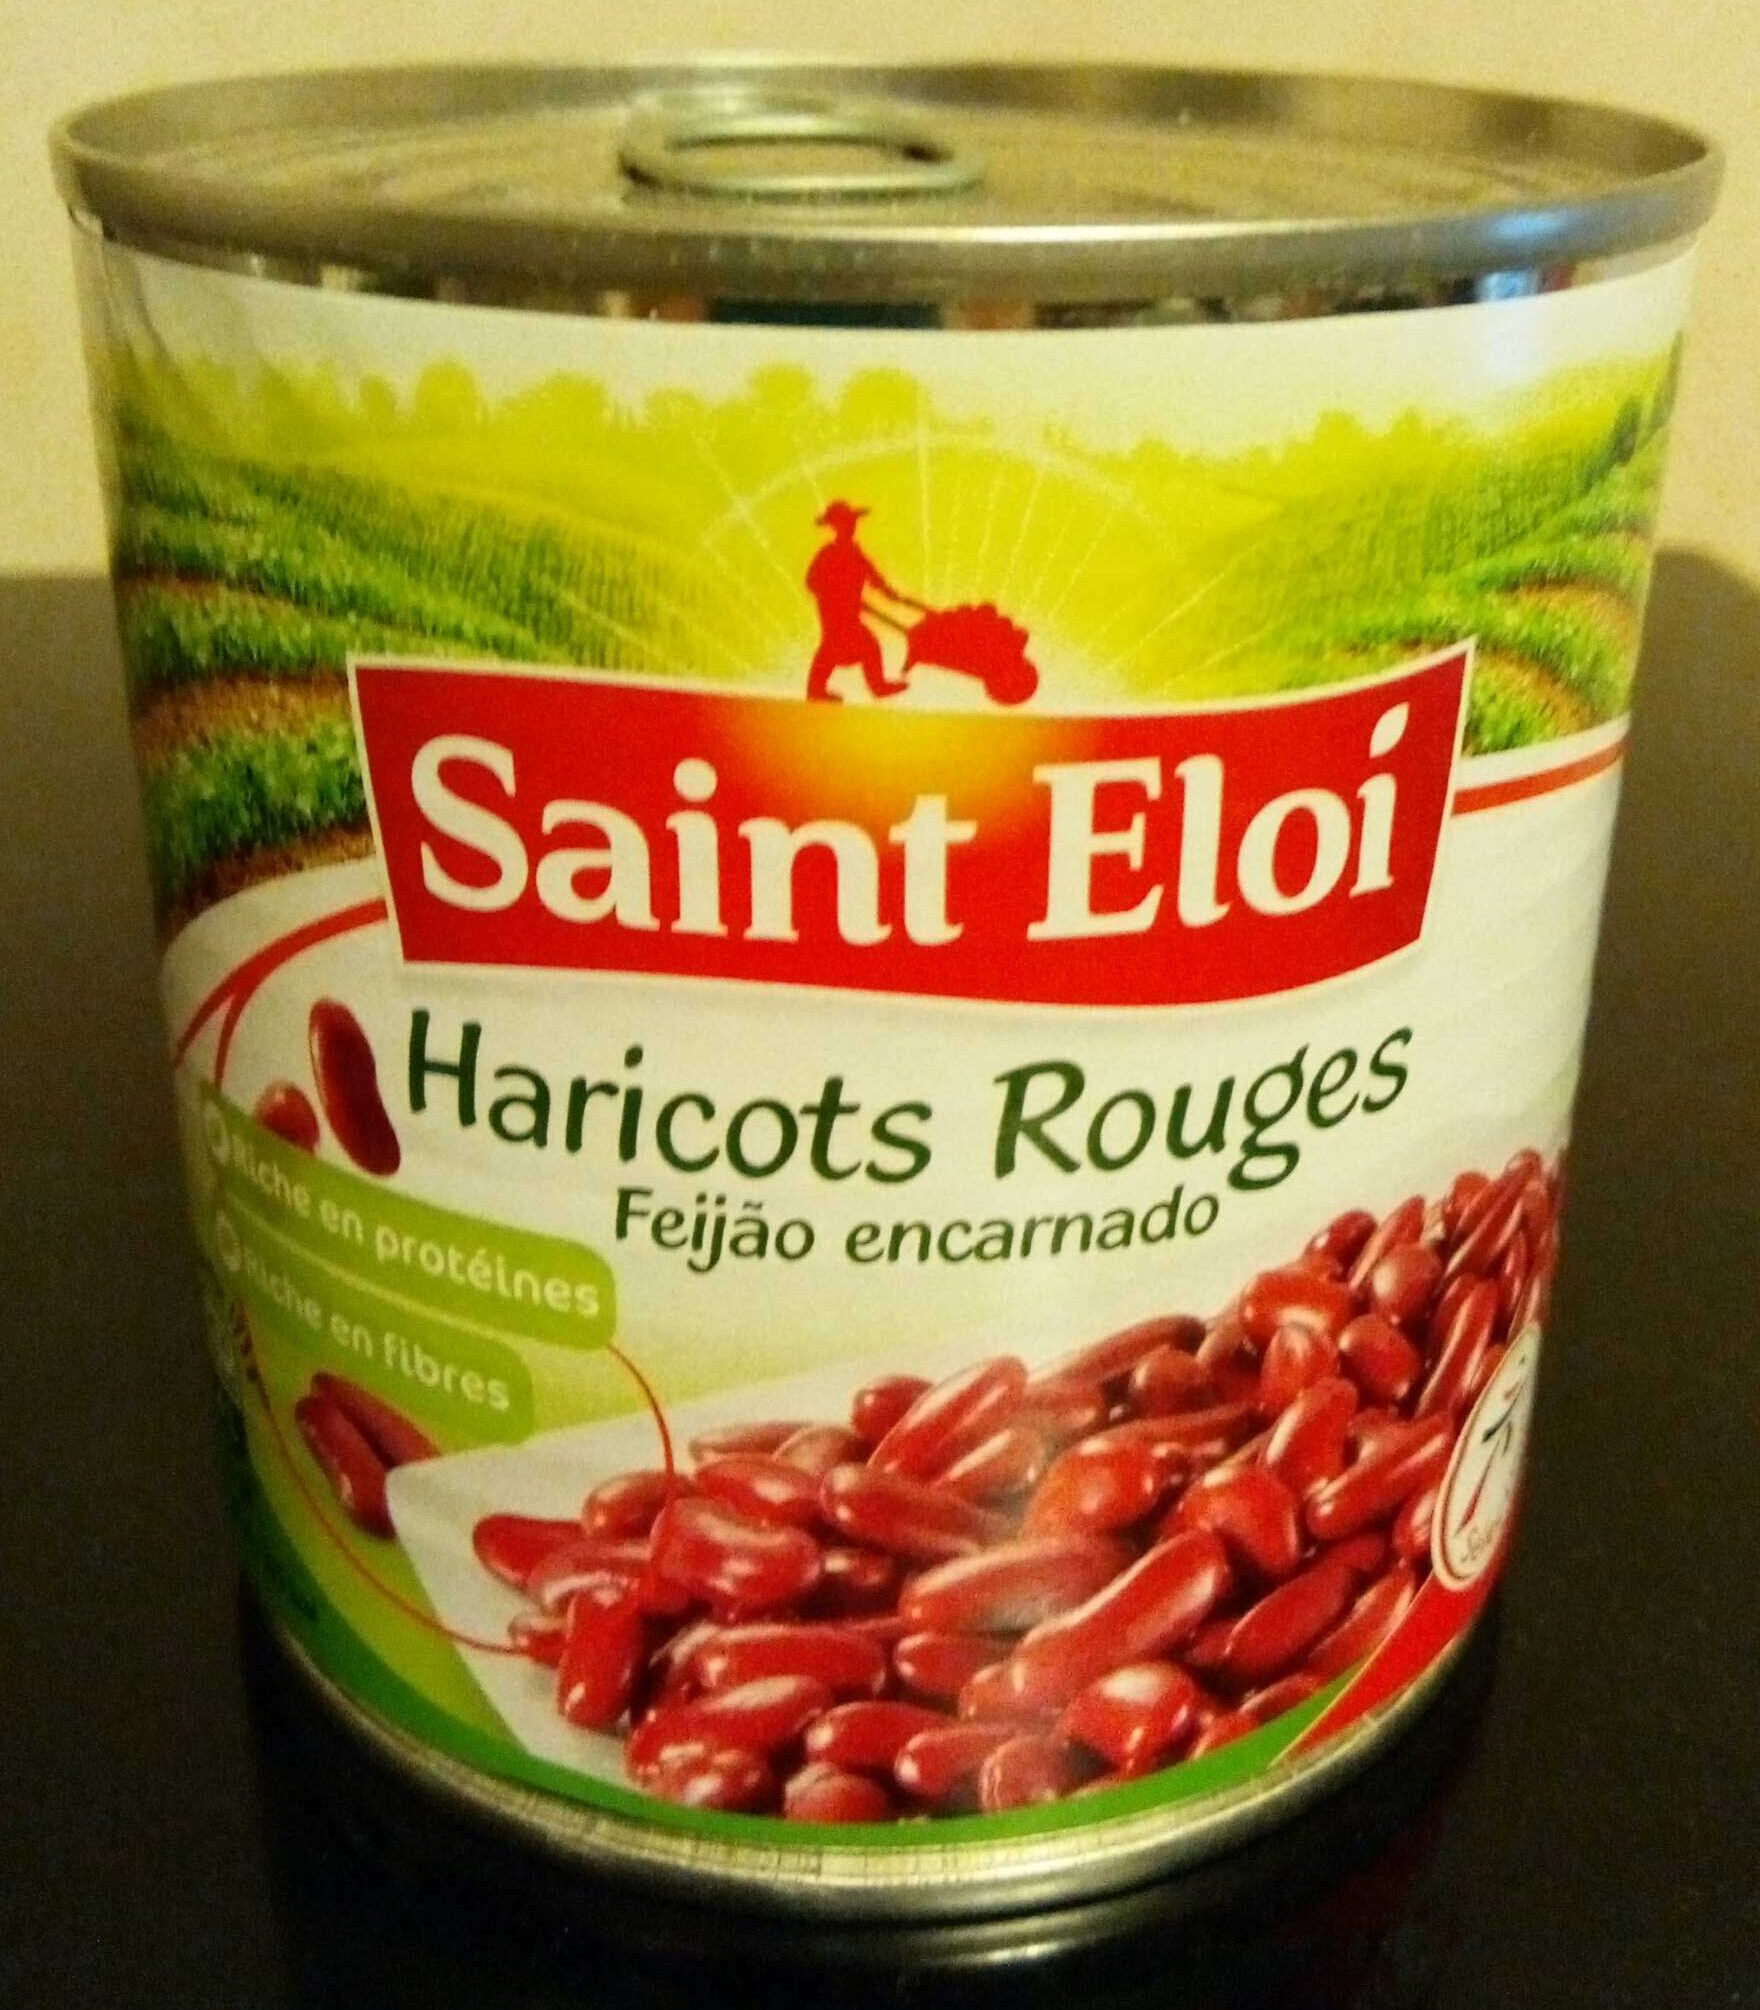 Saint Eloi
Haricots Rouges
Feijão encarnado
Riche en protéines
Riche en fibres